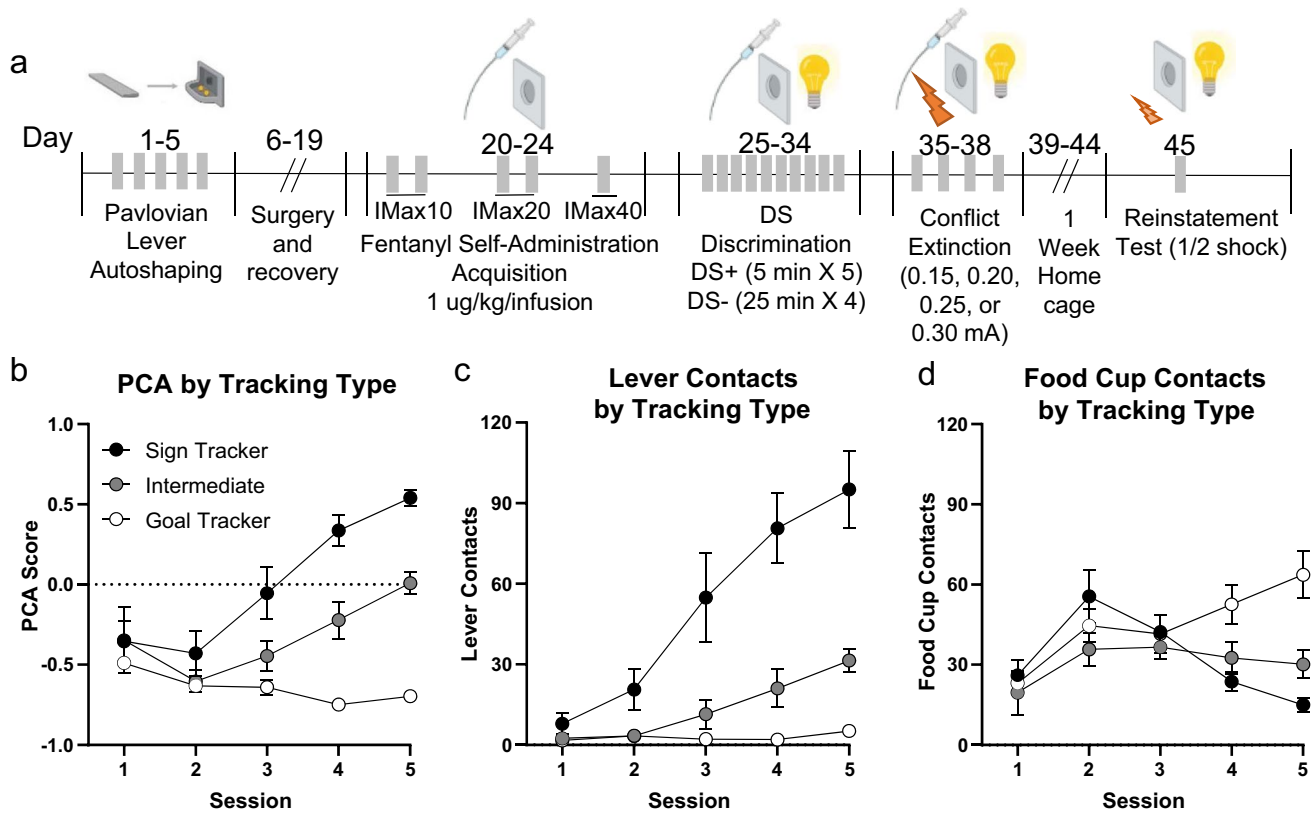 a
Day
1-5
6-19
20-24
25-34
35-38
39-44
45
Pavlovian
Lever
Autoshaping
Surgery
and
recovery
IMax10 IMax20 IMax40
Fentanyl Self-Administration
Acquisition
1 ug/kg/infusion
DS
Discrimination
DS+ (5 min X 5)
DS- (25 min X 4)
Conflict
Extinction
(0.15, 0.20,
0.25, or
0.30 mA)
1
Week
Home
cage
Reinstatement
Test (1/2 shock)
b
PCA by Tracking Type
1.0
0.5
0.0
-0.5
-1.0
PCA Score
Sign Tracker
Intermediate
Goal Tracker
1 2 3 4 5
Session
c
Lever Contacts
by Tracking Type
120
90
60
30
0
Lever Contacts
1 2 3 4 5
Session
d
Food Cup Contacts
by Tracking Type
120
90
60
30
0
Food Cup Contacts
1 2 3 4 5
Session